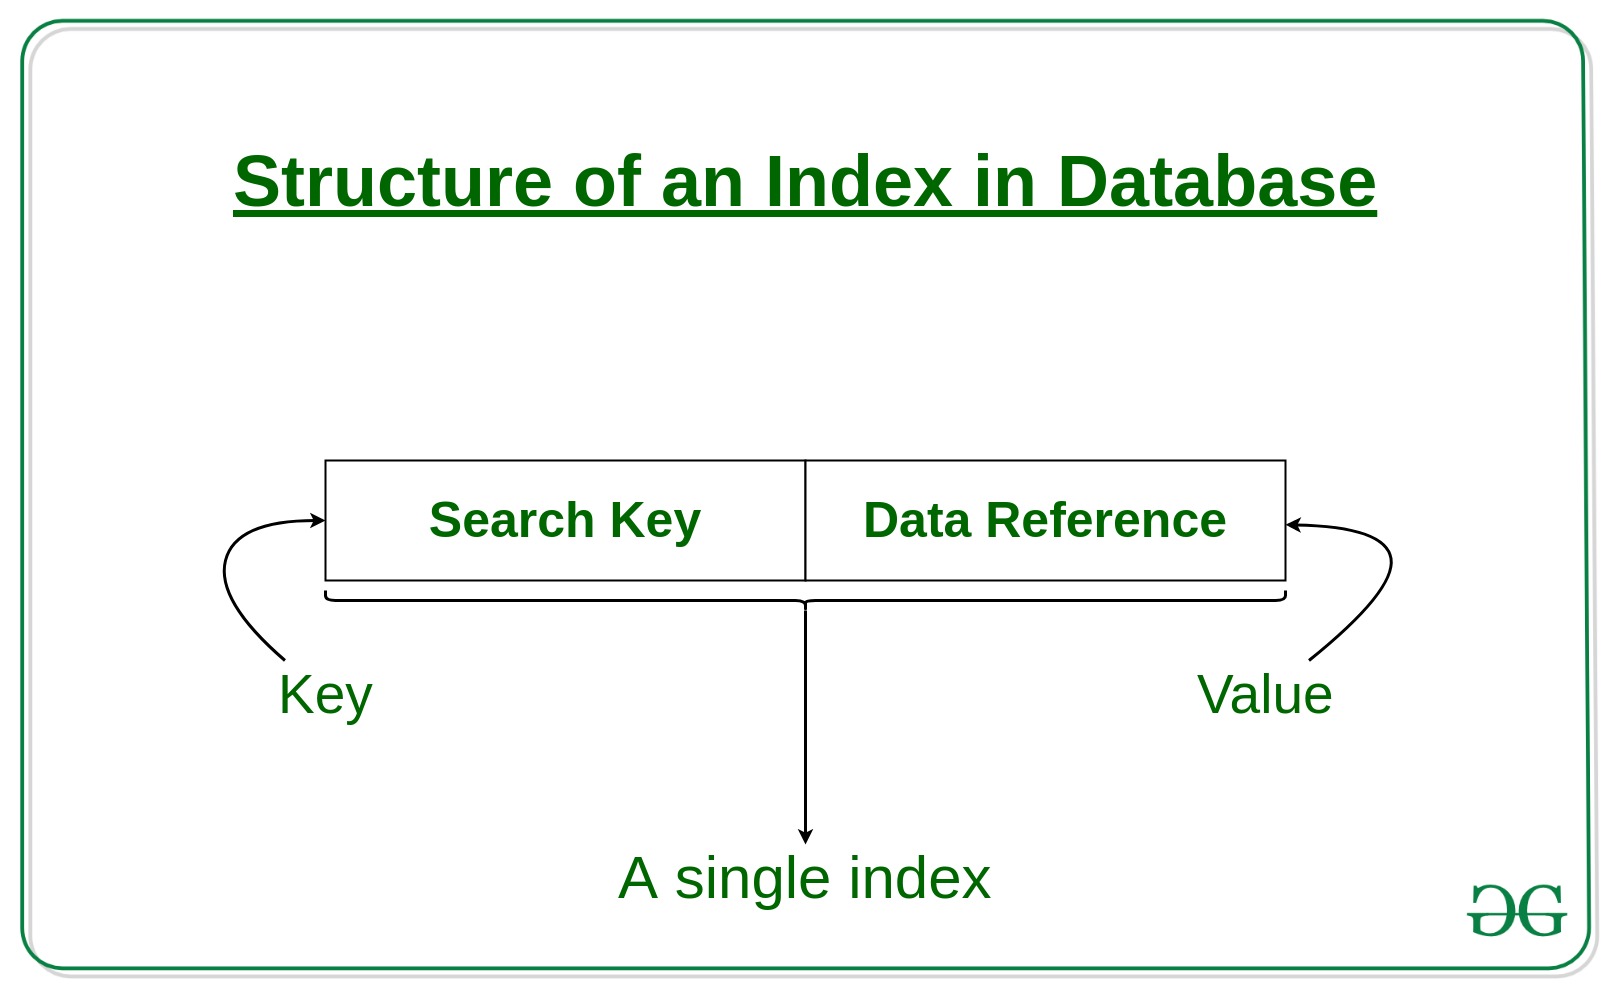 Structure of an Index in Database
Search Key
Data Reference
Key
Value
A single index